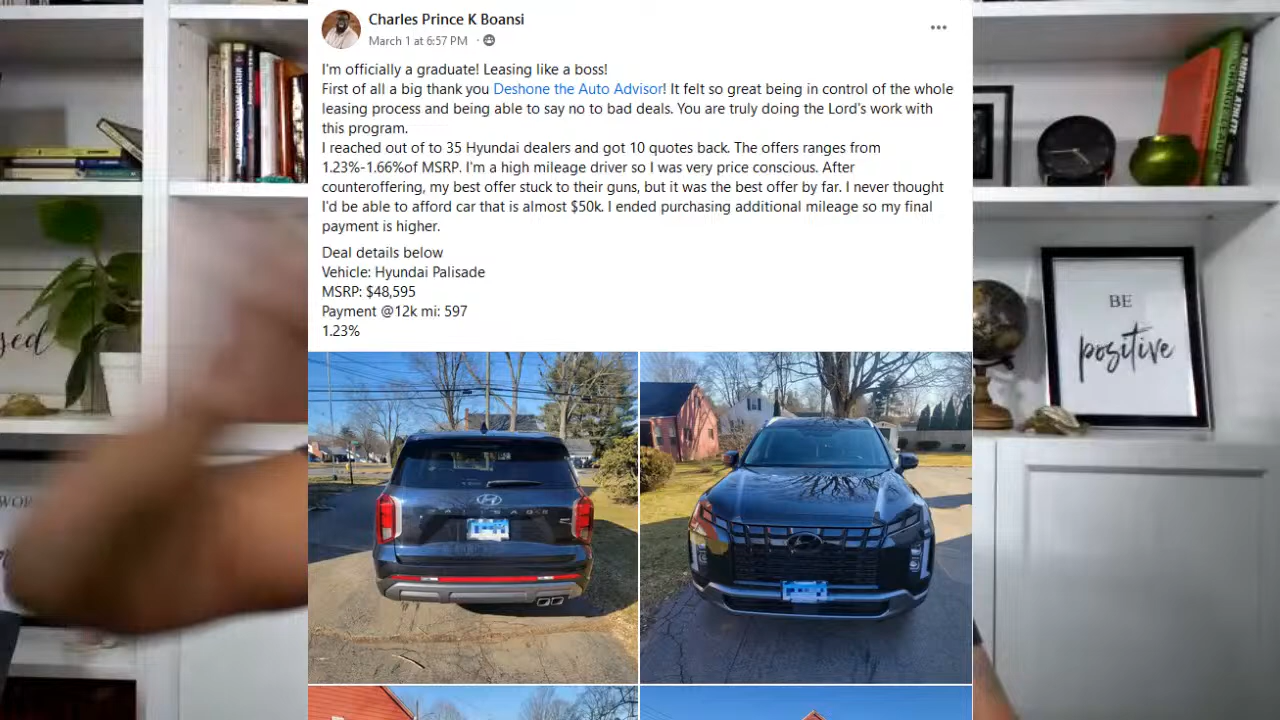 Charles Prince K Boansi
March 1 at 6:57 PM ·
I'm officially a graduate! Leasing like a boss!
First of all a big thank you Deshone the Auto Advisor! It felt so great being in control of the whole
leasing process and being able to say no to bad deals. You are truly doing the Lord's work with
this program.
I reached out of to 35 Hyundai dealers and got 10 quotes back. The offers ranges from
1.23%-1.66%of MSRP. I'm a high mileage driver so I was very price conscious. After
counteroffering, my best offer stuck to their guns, but it was the best offer by far. I never thought
I'd be able to afford car that is almost $50k. I ended purchasing additional mileage so my final
payment is higher.
Deal details below
Vehicle: Hyundai Palisade
MSRP: $48,595
Payment @12k mi: 597
1.23%
PALISADE
BE
positive